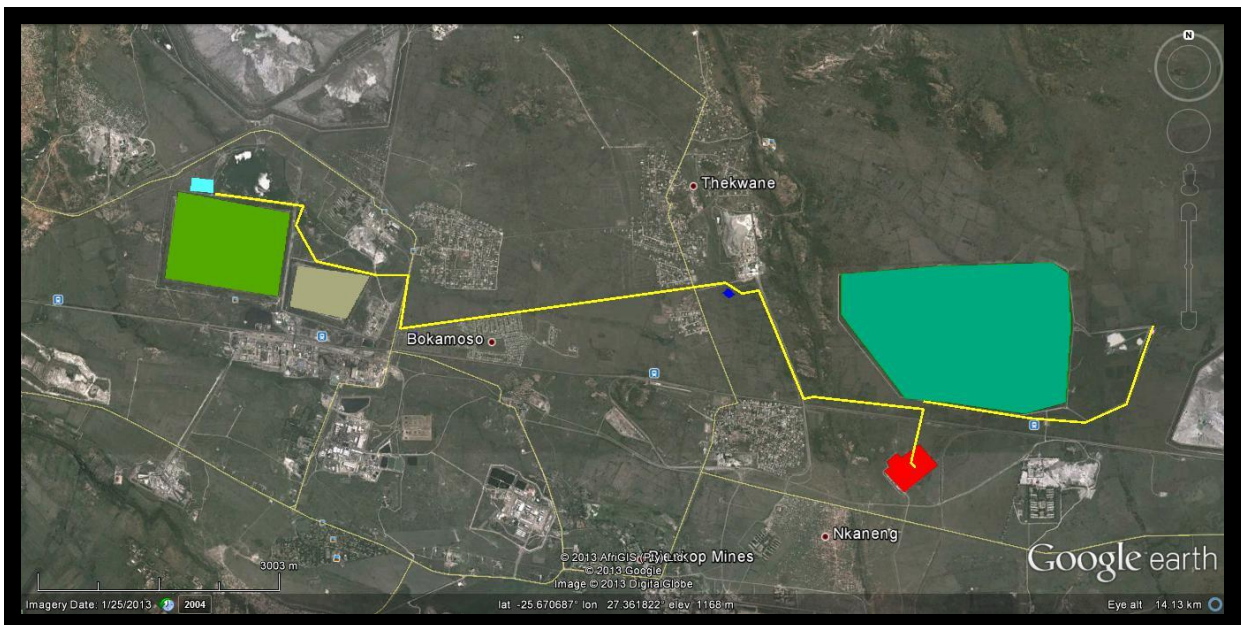 N
Thekwane
Bokamoso
Nkaneng
© 2013 AfriGIS (Pty) Ltd.
kop Mines
© 2013 Google
Image © 2013 DigitalGlobe
Google earth
3003 m
Imagery Date: 1/25/2013
2004
lat -25.670687° lon 27.361822° elev 1168 m
Eye alt 14.13 km